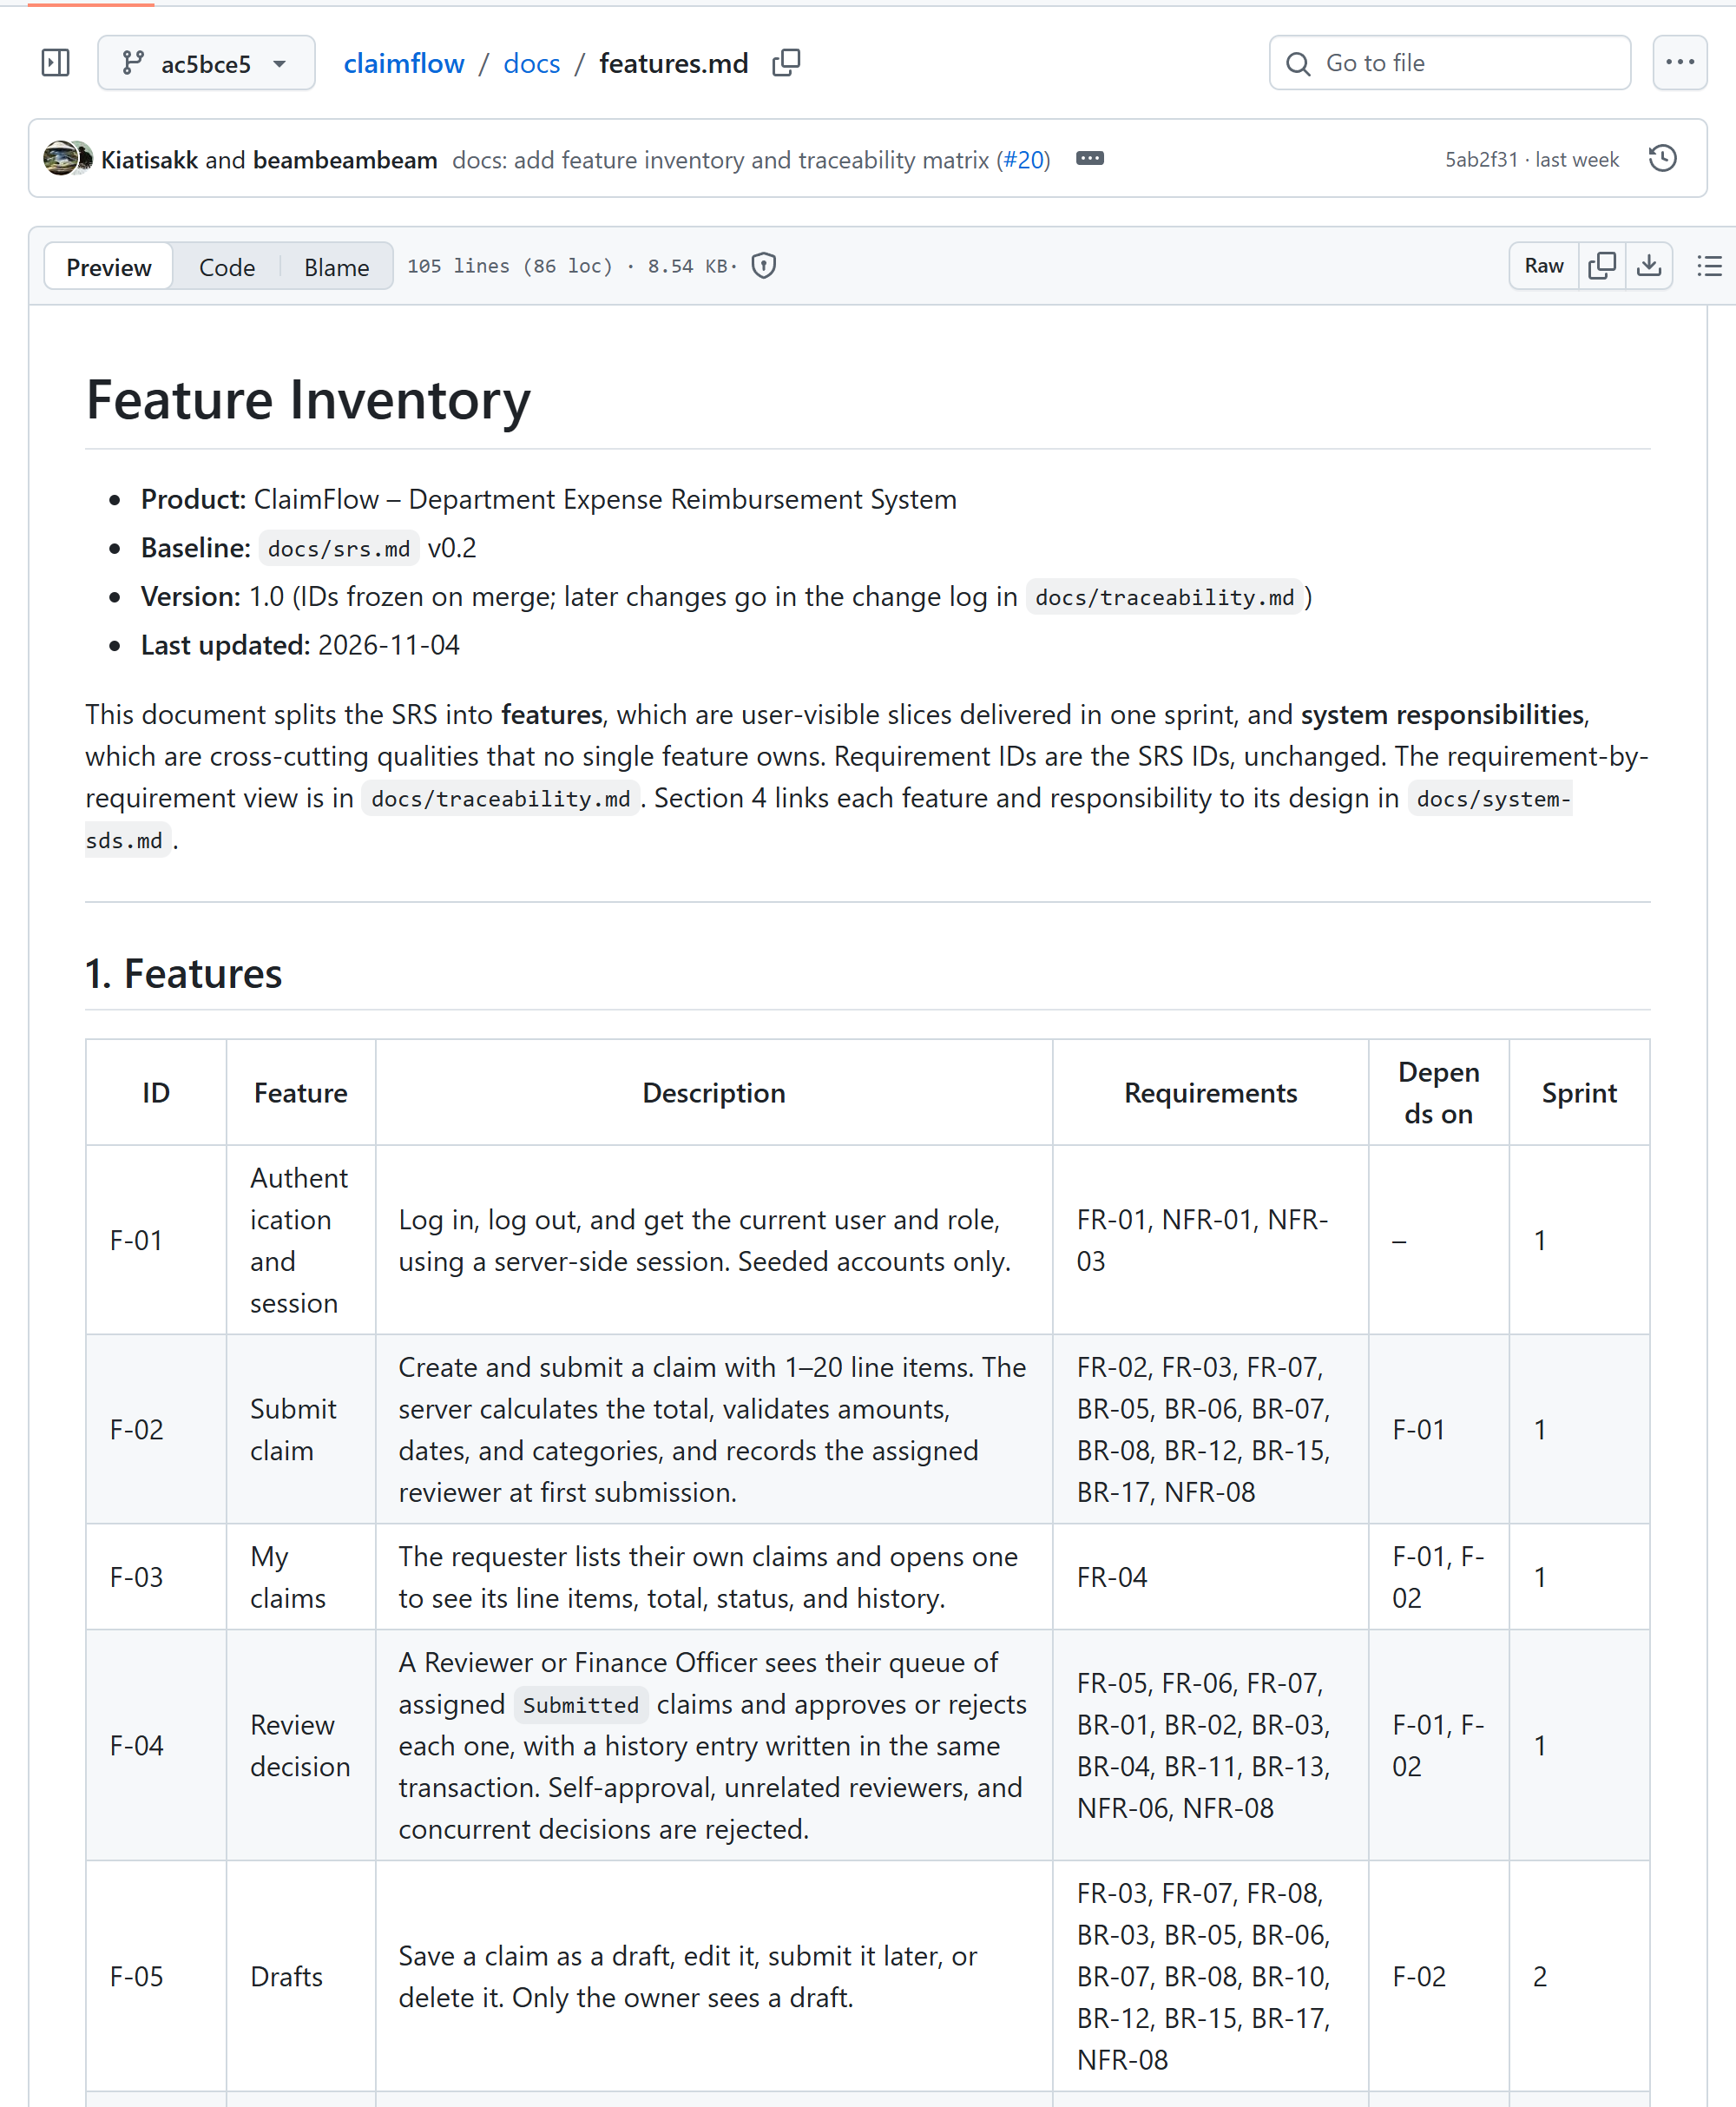 ac5bce5
claimflow / docs / features.md
Go to file
Kiatisakk and beambeambeam docs: add feature inventory and traceability matrix (#20)
5ab2f31 · last week
Preview Code Blame 105 lines (86 loc) · 8.54 KB·
Raw
Feature Inventory
• Product: ClaimFlow – Department Expense Reimbursement System
• Baseline: docs/srs.md v0.2
• Version: 1.0 (IDs frozen on merge; later changes go in the change log in docs/traceability.md)
• Last updated: 2026-11-04
This document splits the SRS into features, which are user-visible slices delivered in one sprint, and system responsibilities,
which are cross-cutting qualities that no single feature owns. Requirement IDs are the SRS IDs, unchanged. The requirement-by-
requirement view is in docs/traceability.md. Section 4 links each feature and responsibility to its design in docs/system-
sds.md.
1. Features
ID
Feature
Description
Requirements
Depen
ds on
Sprint
F-01
Authent
ication
and
session
Log in, log out, and get the current user and role,
using a server-side session. Seeded accounts only.
FR-01, NFR-01, NFR-
03
–
1
F-02
Submit
claim
Create and submit a claim with 1–20 line items. The
server calculates the total, validates amounts,
dates, and categories, and records the assigned
reviewer at first submission.
FR-02, FR-03, FR-07,
BR-05, BR-06, BR-07,
BR-08, BR-12, BR-15,
BR-17, NFR-08
F-01
1
F-03
My
claims
The requester lists their own claims and opens one
to see its line items, total, status, and history.
FR-04
F-01, F-
02
1
F-04
Review
decision
A Reviewer or Finance Officer sees their queue of
assigned Submitted claims and approves or rejects
each one, with a history entry written in the same
transaction. Self-approval, unrelated reviewers, and
concurrent decisions are rejected.
FR-05, FR-06, FR-07,
BR-01, BR-02, BR-03,
BR-04, BR-11, BR-13,
NFR-06, NFR-08
F-01, F-
02
1
F-05
Drafts
Save a claim as a draft, edit it, submit it later, or
delete it. Only the owner sees a draft.
FR-03, FR-07, FR-08,
BR-03, BR-05, BR-06,
BR-07, BR-08, BR-10,
BR-12, BR-15, BR-17,
NFR-08
F-02
2